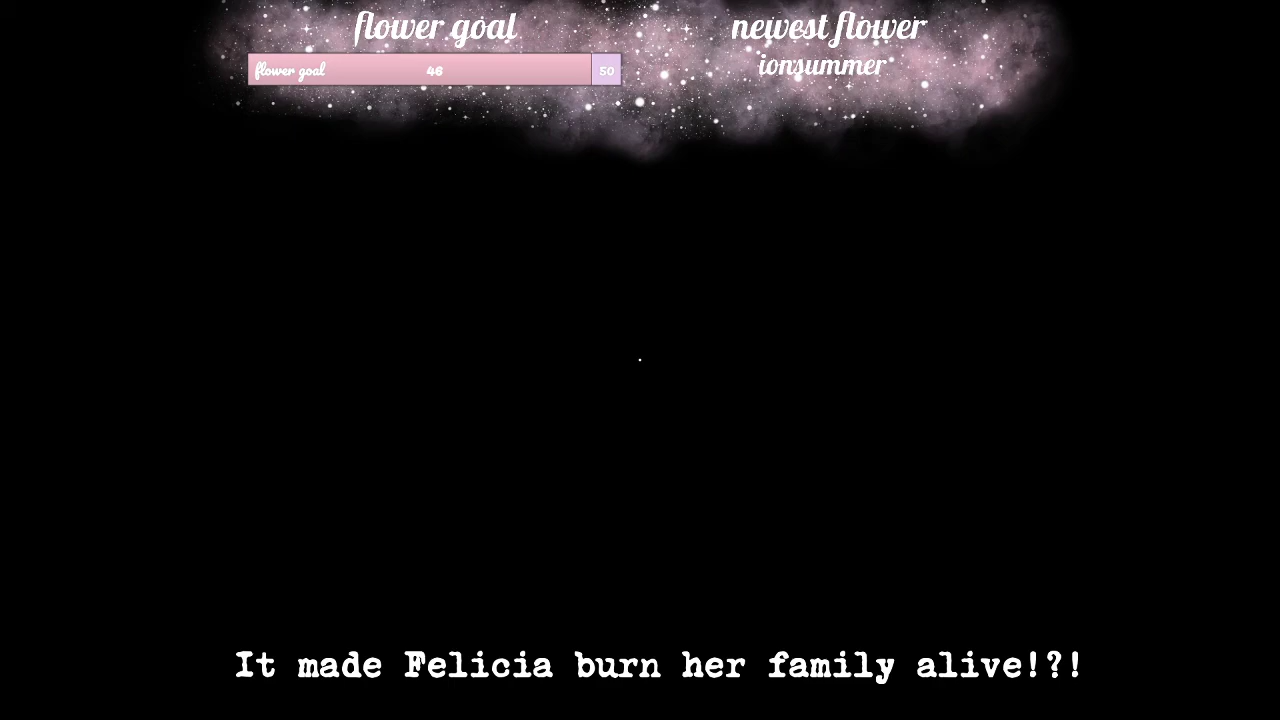 flower goal
newest flower
ionsummer
flower goal 46 50
It made Felicia burn her family alive!?!